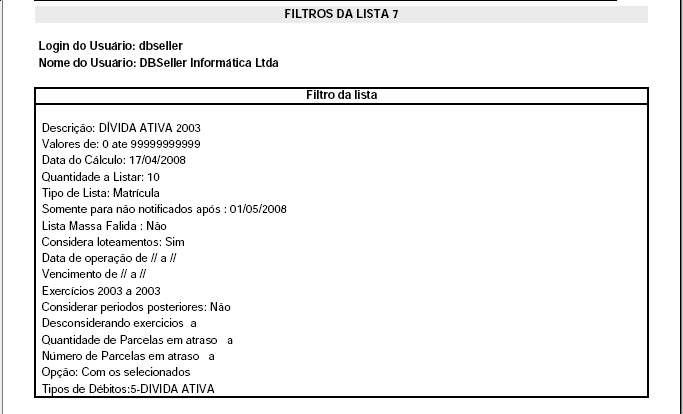 FILTROS DA LISTA 7
Login do Usuário: dbseller
Nome do Usuário: DBSeller Informática Ltda
Filtro da lista
Descrição: DÍVIDA ATIVA 2003
Valores de: 0 ate 99999999999
Data do Cálculo: 17/04/2008
Quantidade a Listar: 10
Tipo de Lista: Matrícula
Somente para não notificados após : 01/05/2008
Lista Massa Falida : Não
Considera loteamentos: Sim
Data de operação de // a //
Vencimento de // a //
Exercícios 2003 a 2003
Considerar periodos posteriores: Não
Desconsiderando exercicios  a
Quantidade de Parcelas em atraso   a
Número de Parcelas em atraso   a
Opção: Com os selecionados
Tipos de Débitos:5-DIVIDA ATIVA